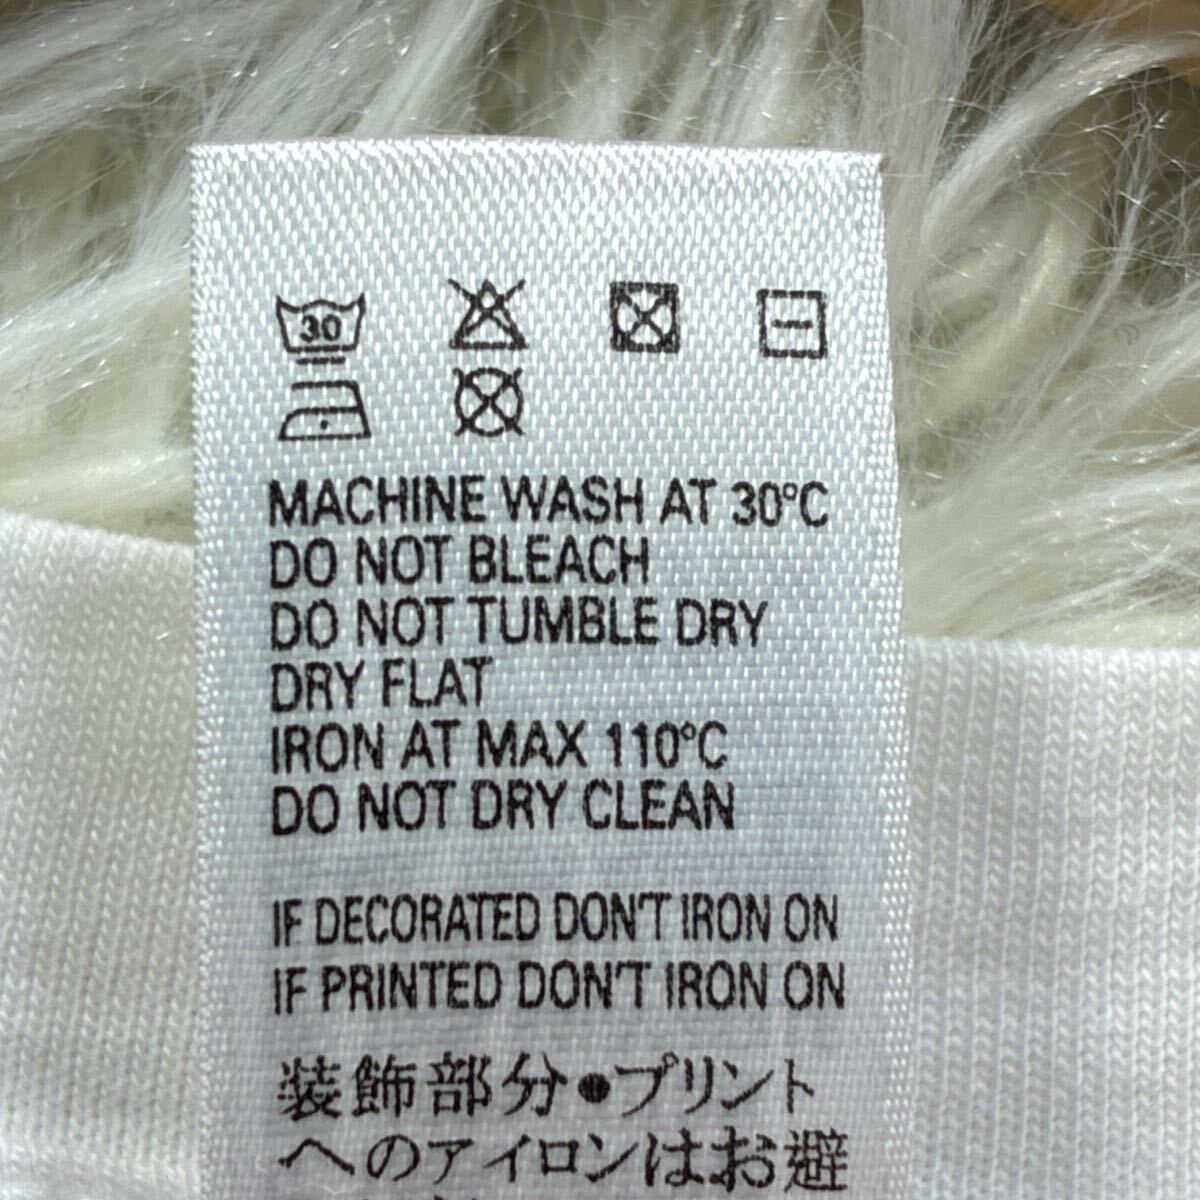 30
MACHINE WASH AT 30°C
DO NOT BLEACH
DO NOT TUMBLE DRY
DRY FLAT
IRON AT MAX 110°C
DO NOT DRY CLEAN
IF DECORATED DON'T IRON ON
IF PRINTED DON'T IRON ON
装飾部分●プリント
へのアイロンはお避